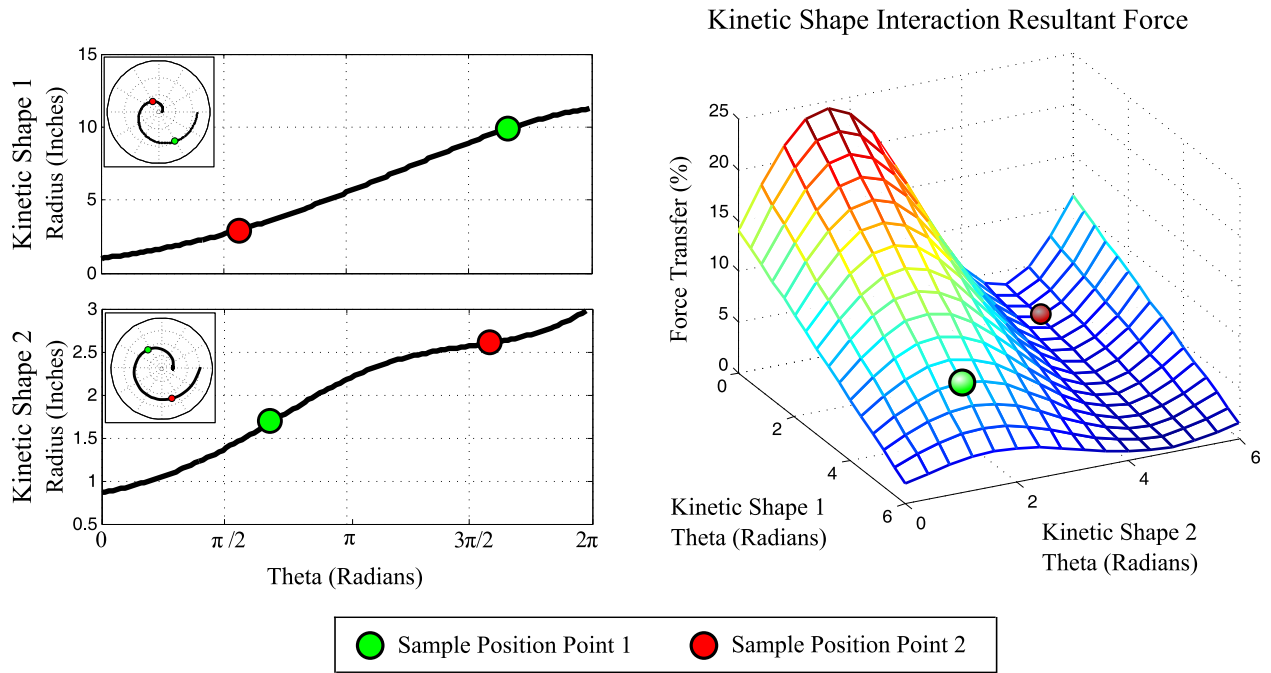 Kinetic Shape 1
Radius (Inches)
15
10
5
0
Kinetic Shape 2
Radius (Inches)
3
2.5
2
1.5
1
0.5
0
π/2
π
3π/2
2π
Theta (Radians)
Kinetic Shape Interaction Resultant Force
Force Transfer (%)
25
20
15
10
5
0
0
2
4
6
Kinetic Shape 1
Theta (Radians)
0
2
4
6
Kinetic Shape 2
Theta (Radians)
Sample Position Point 1
Sample Position Point 2